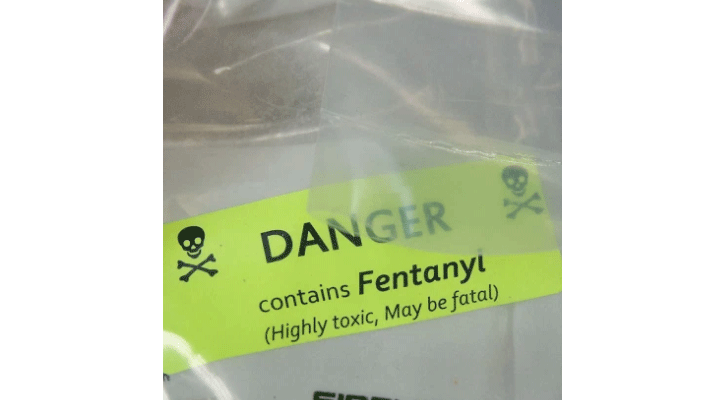 DANGER
contains Fentanyl
(Highly toxic, May be fatal)